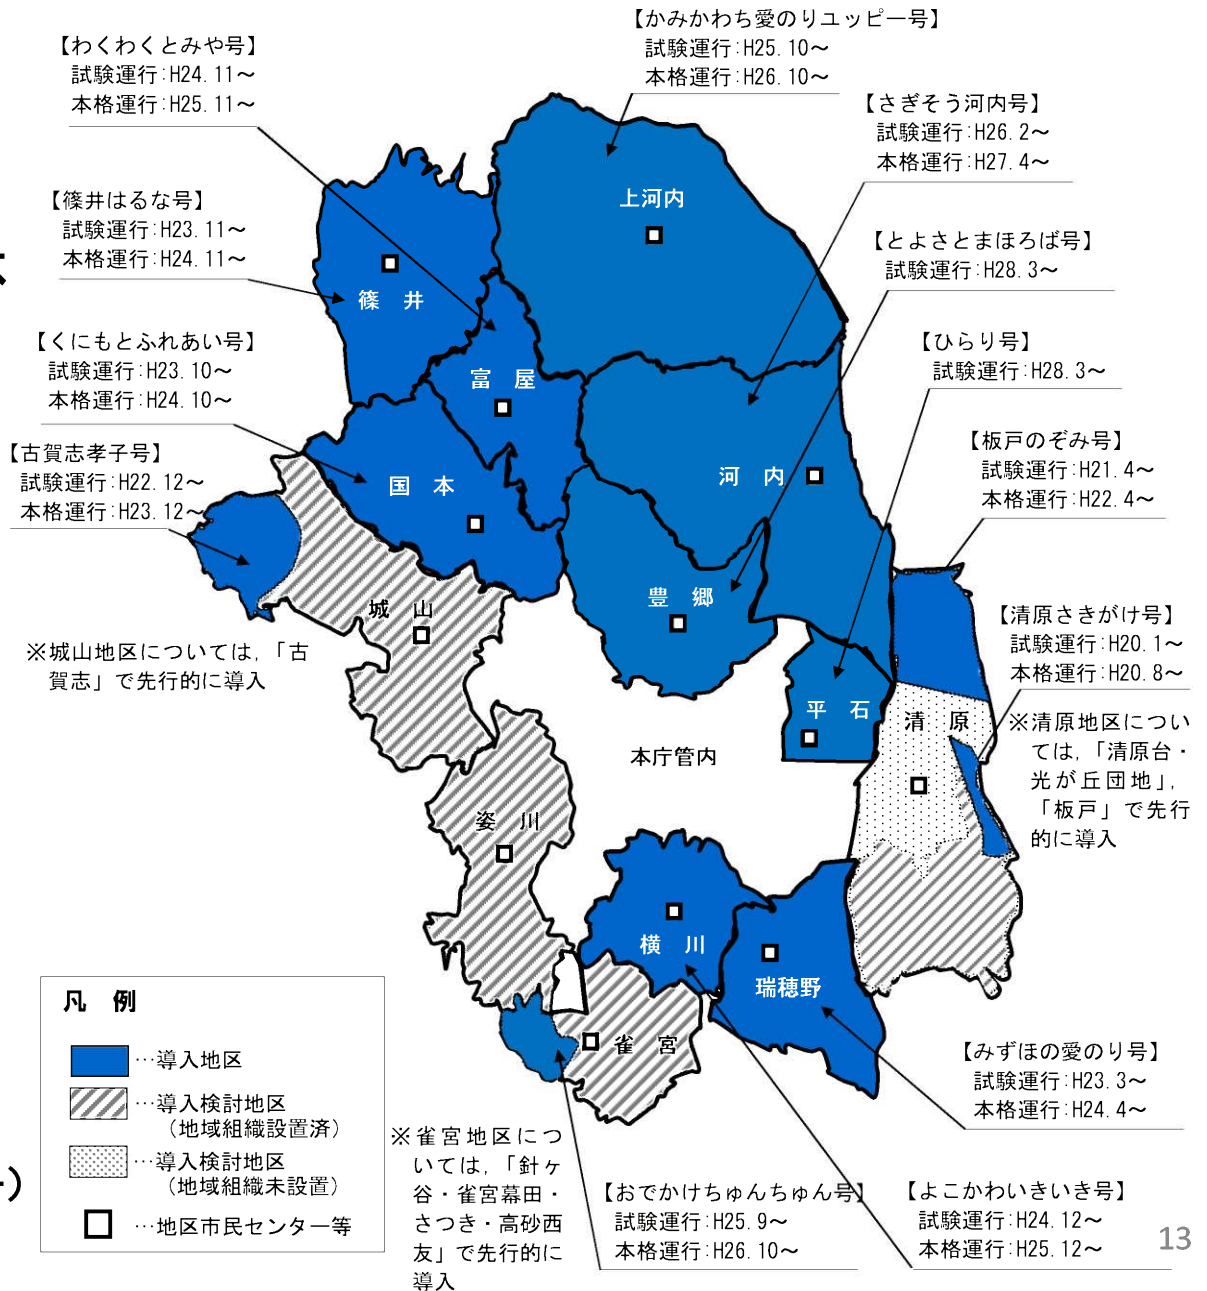 【かみかわち愛のりユッピー号】
試験運行:H25.10～
本格運行:H26.10～
【わくわくとみや号】
試験運行:H24.11～
本格運行:H25.11～
【さぎそう河内号】
試験運行:H26.2～
本格運行:H27.4～
【篠井はるな号】
試験運行:H23.11～
本格運行:H24.11～
【とよさとまほろば号】
試験運行:H28.3～
【くにもとふれあい号】
試験運行:H23.10～
本格運行:H24.10～
【ひらり号】
試験運行:H28.3～
【古賀志孝子号】
試験運行:H22.12～
本格運行:H23.12～
【板戸のぞみ号】
試験運行:H21.4～
本格運行:H22.4～
【清原さきがけ号】
試験運行:H20.1～
本格運行:H20.8～
※城山地区については,「古
賀志」で先行的に導入
※清原地区につい
ては,「清原台・
光が丘団地」,
「板戸」で先行
的に導入
上河内
篠 井
富 屋
国 本
河 内
豊 郷
城 山
平 石
清 原
本庁管内
姿 川
横 川
瑞穂野
雀 宮
凡 例
…導入地区
…導入検討地区
（地域組織設置済）
…導入検討地区
（地域組織未設置）
…地区市民センター等
※雀宮地区につ
いては,「針ヶ
谷・雀宮幕田・
さつき・高砂西
友」で先行的に
導入
【みずほの愛のり号】
試験運行:H23.3～
本格運行:H24.4～
【おでかけちゅんちゅん号】
試験運行:H25.9～
本格運行:H26.10～
【よこかわいきいき号】
試験運行:H24.12～
本格運行:H25.12～
13